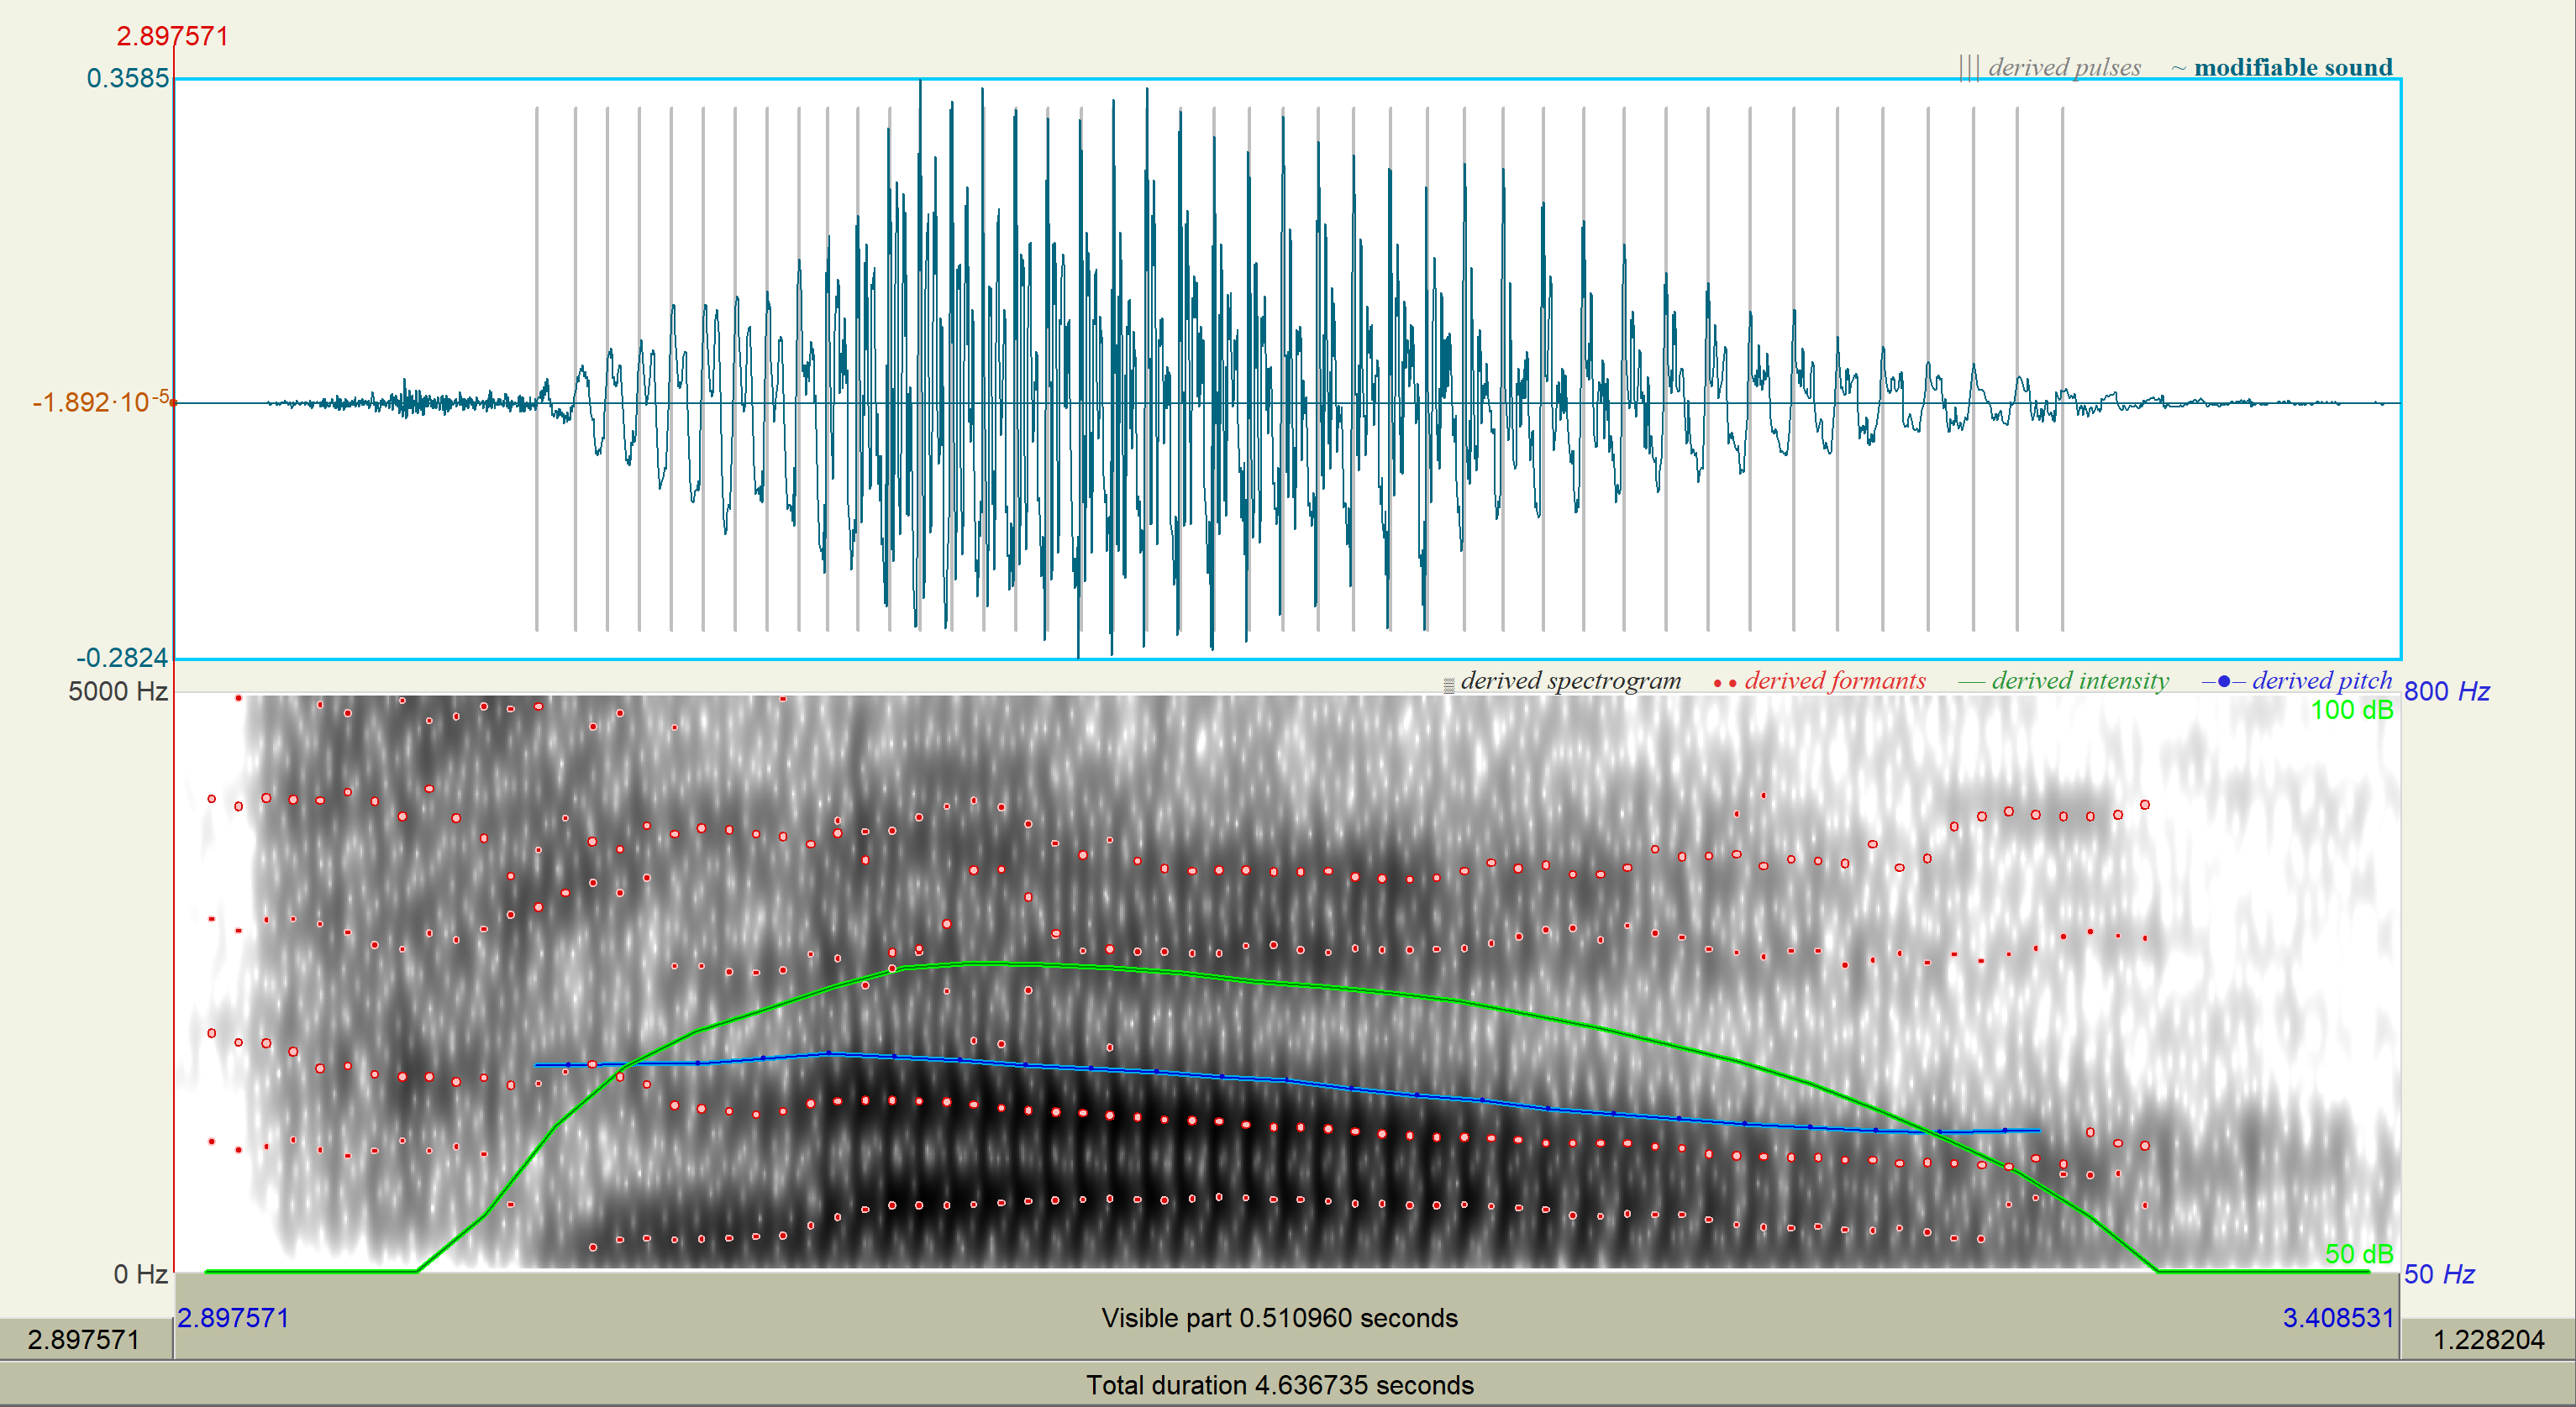 2.897571
0.3585
||| derived pulses ~ modifiable sound
-1.892·10⁻⁵
-0.2824
5000 Hz
derived spectrogram •• derived formants — derived intensity –●– derived pitch
800 Hz
100 dB
50 dB
0 Hz
50 Hz
2.897571 Visible part 0.510960 seconds 3.408531
2.897571 1.228204
Total duration 4.636735 seconds